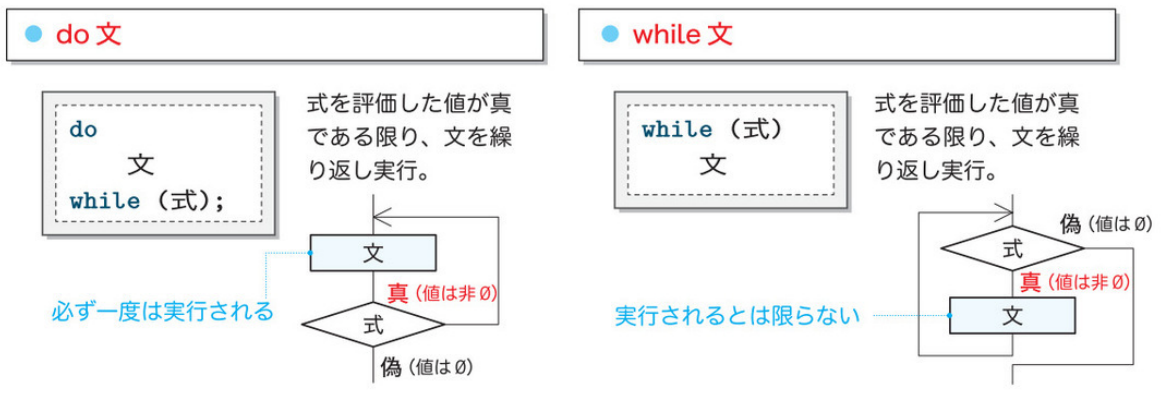 do 文
do
文
while (式);
式を評価した値が真
である限り、文を繰
り返し実行。
文
必ず一度は実行される
真(値は非0)
式
偽(値は0)
while 文
while (式)
文
式を評価した値が真
である限り、文を繰
り返し実行。
偽(値は0)
式
真(値は非0)
実行されるとは限らない
文